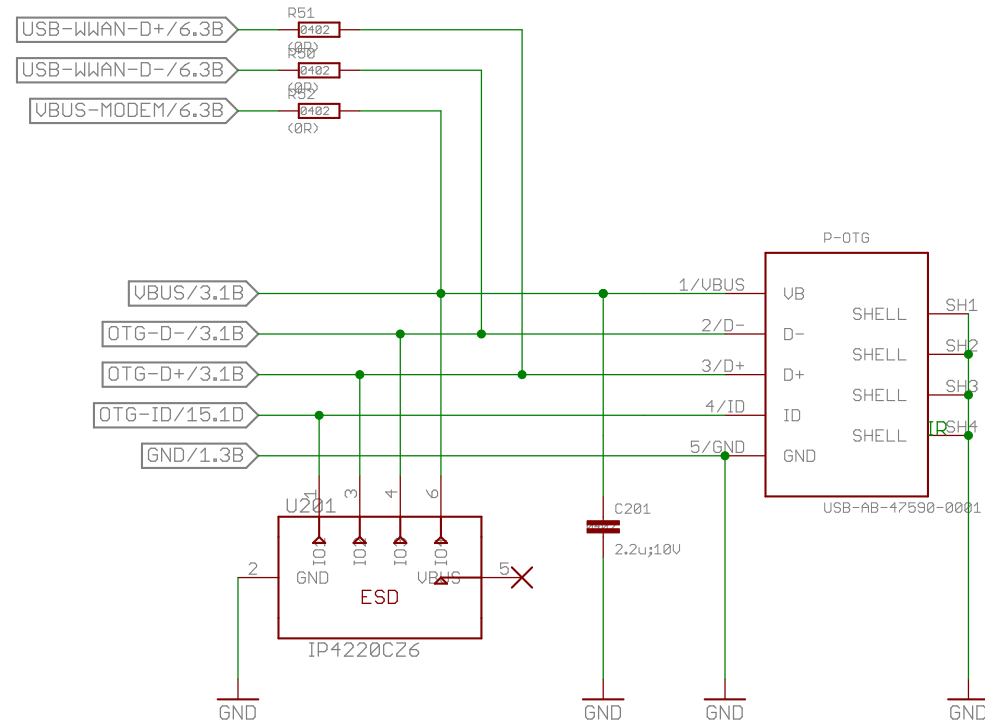 R51
USB-WWAN-D+/6.3B
0402
(0R)
R50
USB-WWAN-D-/6.3B
0402
(0R)
R52
VBUS-MODEM/6.3B
0402
(0R)
P-OTG
VBUS/3.1B
1/VBUS
VB
SHELL
SH1
OTG-D-/3.1B
2/D-
D-
SHELL
SH2
OTG-D+/3.1B
3/D+
D+
SHELL
SH3
OTG-ID/15.1D
4/ID
ID
SHELL
SH4
GND/1.3B
5/GND
GND
USB-AB-47590-0001
U201
1
3
4
6
2
GND
VBUS
5
ESD
IP4220CZ6
C201
2.2u;10V
GND
GND
GND
GND